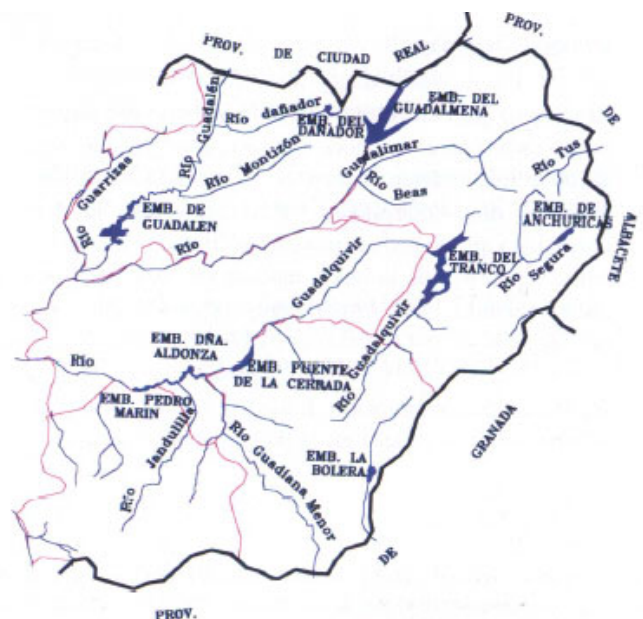 PROV. DE CIUDAD REAL
PROV. DE ALBACETE
Río Guadalén
Río dañador
EMB. DEL
DAÑADOR
EMB. DEL
GUADALMENA
Río Montizón
Guadalimar
Río Beas
Río Tus
Río Guarrizas
EMB. DE
GUADALEN
EMB. DE
ANCHURICAS
Río Segura
Río
EMB. DEL
TRANCO
Guadalquivir
Río Guadalquivir
Río
EMB. DÑA.
ALDONZA
EMB. PUENTE
DE LA CERRADA
EMB. PEDRO
MARIN
Río Jandulilla
Río Guadiana Menor
EMB. LA
BOLERA
PROV. DE GRANADA